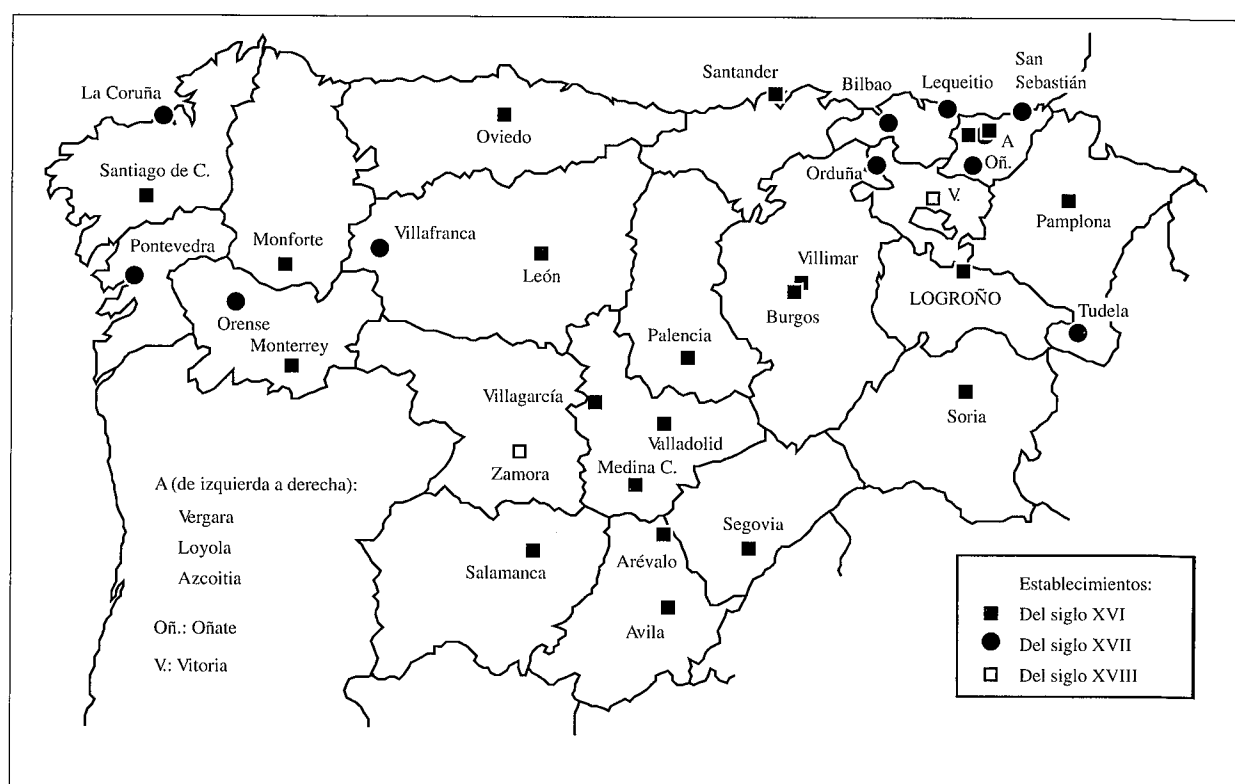 La Coruña
Santiago de C.
Pontevedra
Orense
Monterrey
Monforte
Oviedo
Villafranca
León
Santander
Bilbao
Lequeitio
San
Sebastián
A
Oñ.
Orduña
V.
Pamplona
Villimar
Burgos
LOGROÑO
Tudela
Palencia
Soria
Villagarcía
Valladolid
Zamora
Medina C.
Segovia
Salamanca
Arévalo
Avila
A (de izquierda a derecha):
Vergara
Loyola
Azcoitia
Oñ.: Oñate
V.: Vitoria
Establecimientos:
Del siglo XVI
Del siglo XVII
Del siglo XVIII